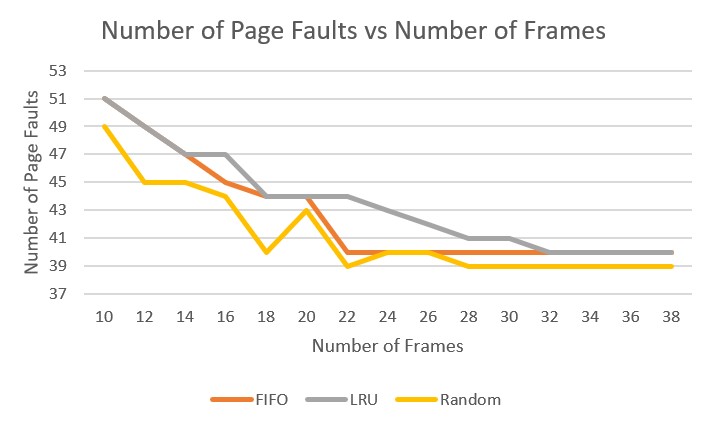 Number of Page Faults vs Number of Frames
Number of Page Faults
53
51
49
47
45
43
41
39
37
10 12 14 16 18 20 22 24 26 28 30 32 34 36 38
Number of Frames
FIFO LRU Random